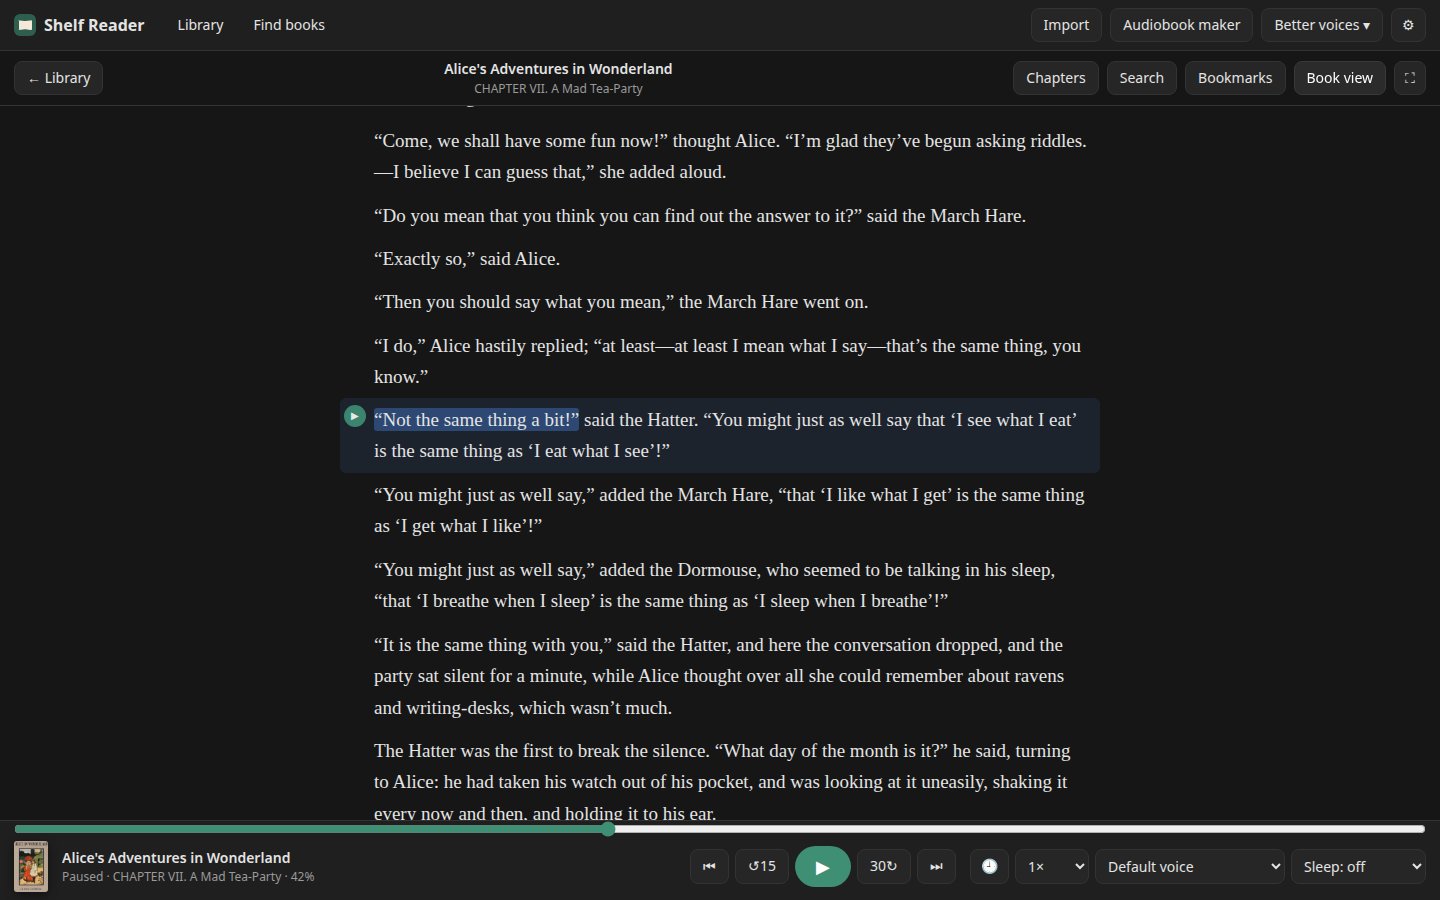 Shelf Reader
Library
Find books
Import
Audiobook maker
Better voices ▾
← Library
Alice's Adventures in Wonderland
CHAPTER VII. A Mad Tea-Party
Chapters
Search
Bookmarks
Book view
“Come, we shall have some fun now!” thought Alice. “I’m glad they’ve begun asking riddles.
—I believe I can guess that,” she added aloud.
“Do you mean that you think you can find out the answer to it?” said the March Hare.
“Exactly so,” said Alice.
“Then you should say what you mean,” the March Hare went on.
“I do,” Alice hastily replied; “at least—at least I mean what I say—that’s the same thing, you
know.”
“Not the same thing a bit!” said the Hatter. “You might just as well say that ‘I see what I eat’
is the same thing as ‘I eat what I see’!”
“You might just as well say,” added the March Hare, “that ‘I like what I get’ is the same thing
as ‘I get what I like’!”
“You might just as well say,” added the Dormouse, who seemed to be talking in his sleep,
“that ‘I breathe when I sleep’ is the same thing as ‘I sleep when I breathe’!”
“It is the same thing with you,” said the Hatter, and here the conversation dropped, and the
party sat silent for a minute, while Alice thought over all she could remember about ravens
and writing-desks, which wasn’t much.
The Hatter was the first to break the silence. “What day of the month is it?” he said, turning
to Alice: he had taken his watch out of his pocket, and was looking at it uneasily, shaking it
every now and then, and holding it to his ear.
Alice's Adventures in Wonderland
Paused · CHAPTER VII. A Mad Tea-Party · 42%
↺15
30↻
1×
Default voice
Sleep: off